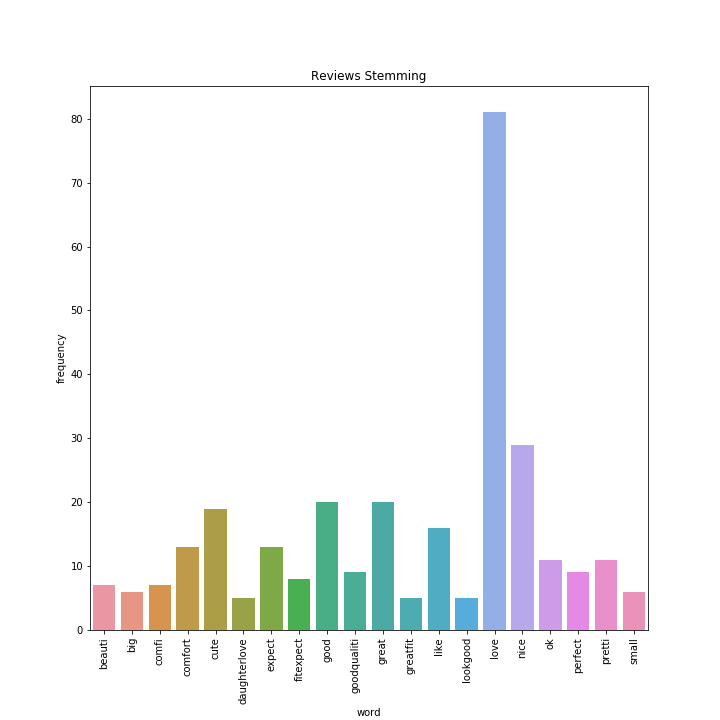 Reviews Stemming
frequency
80
70
60
50
40
30
20
10
0
beauti
big
comfi
comfort
cute
daughterlove
expect
fitexpect
good
goodqualiti
great
greatfit
like
lookgood
love
nice
ok
perfect
pretti
small
word